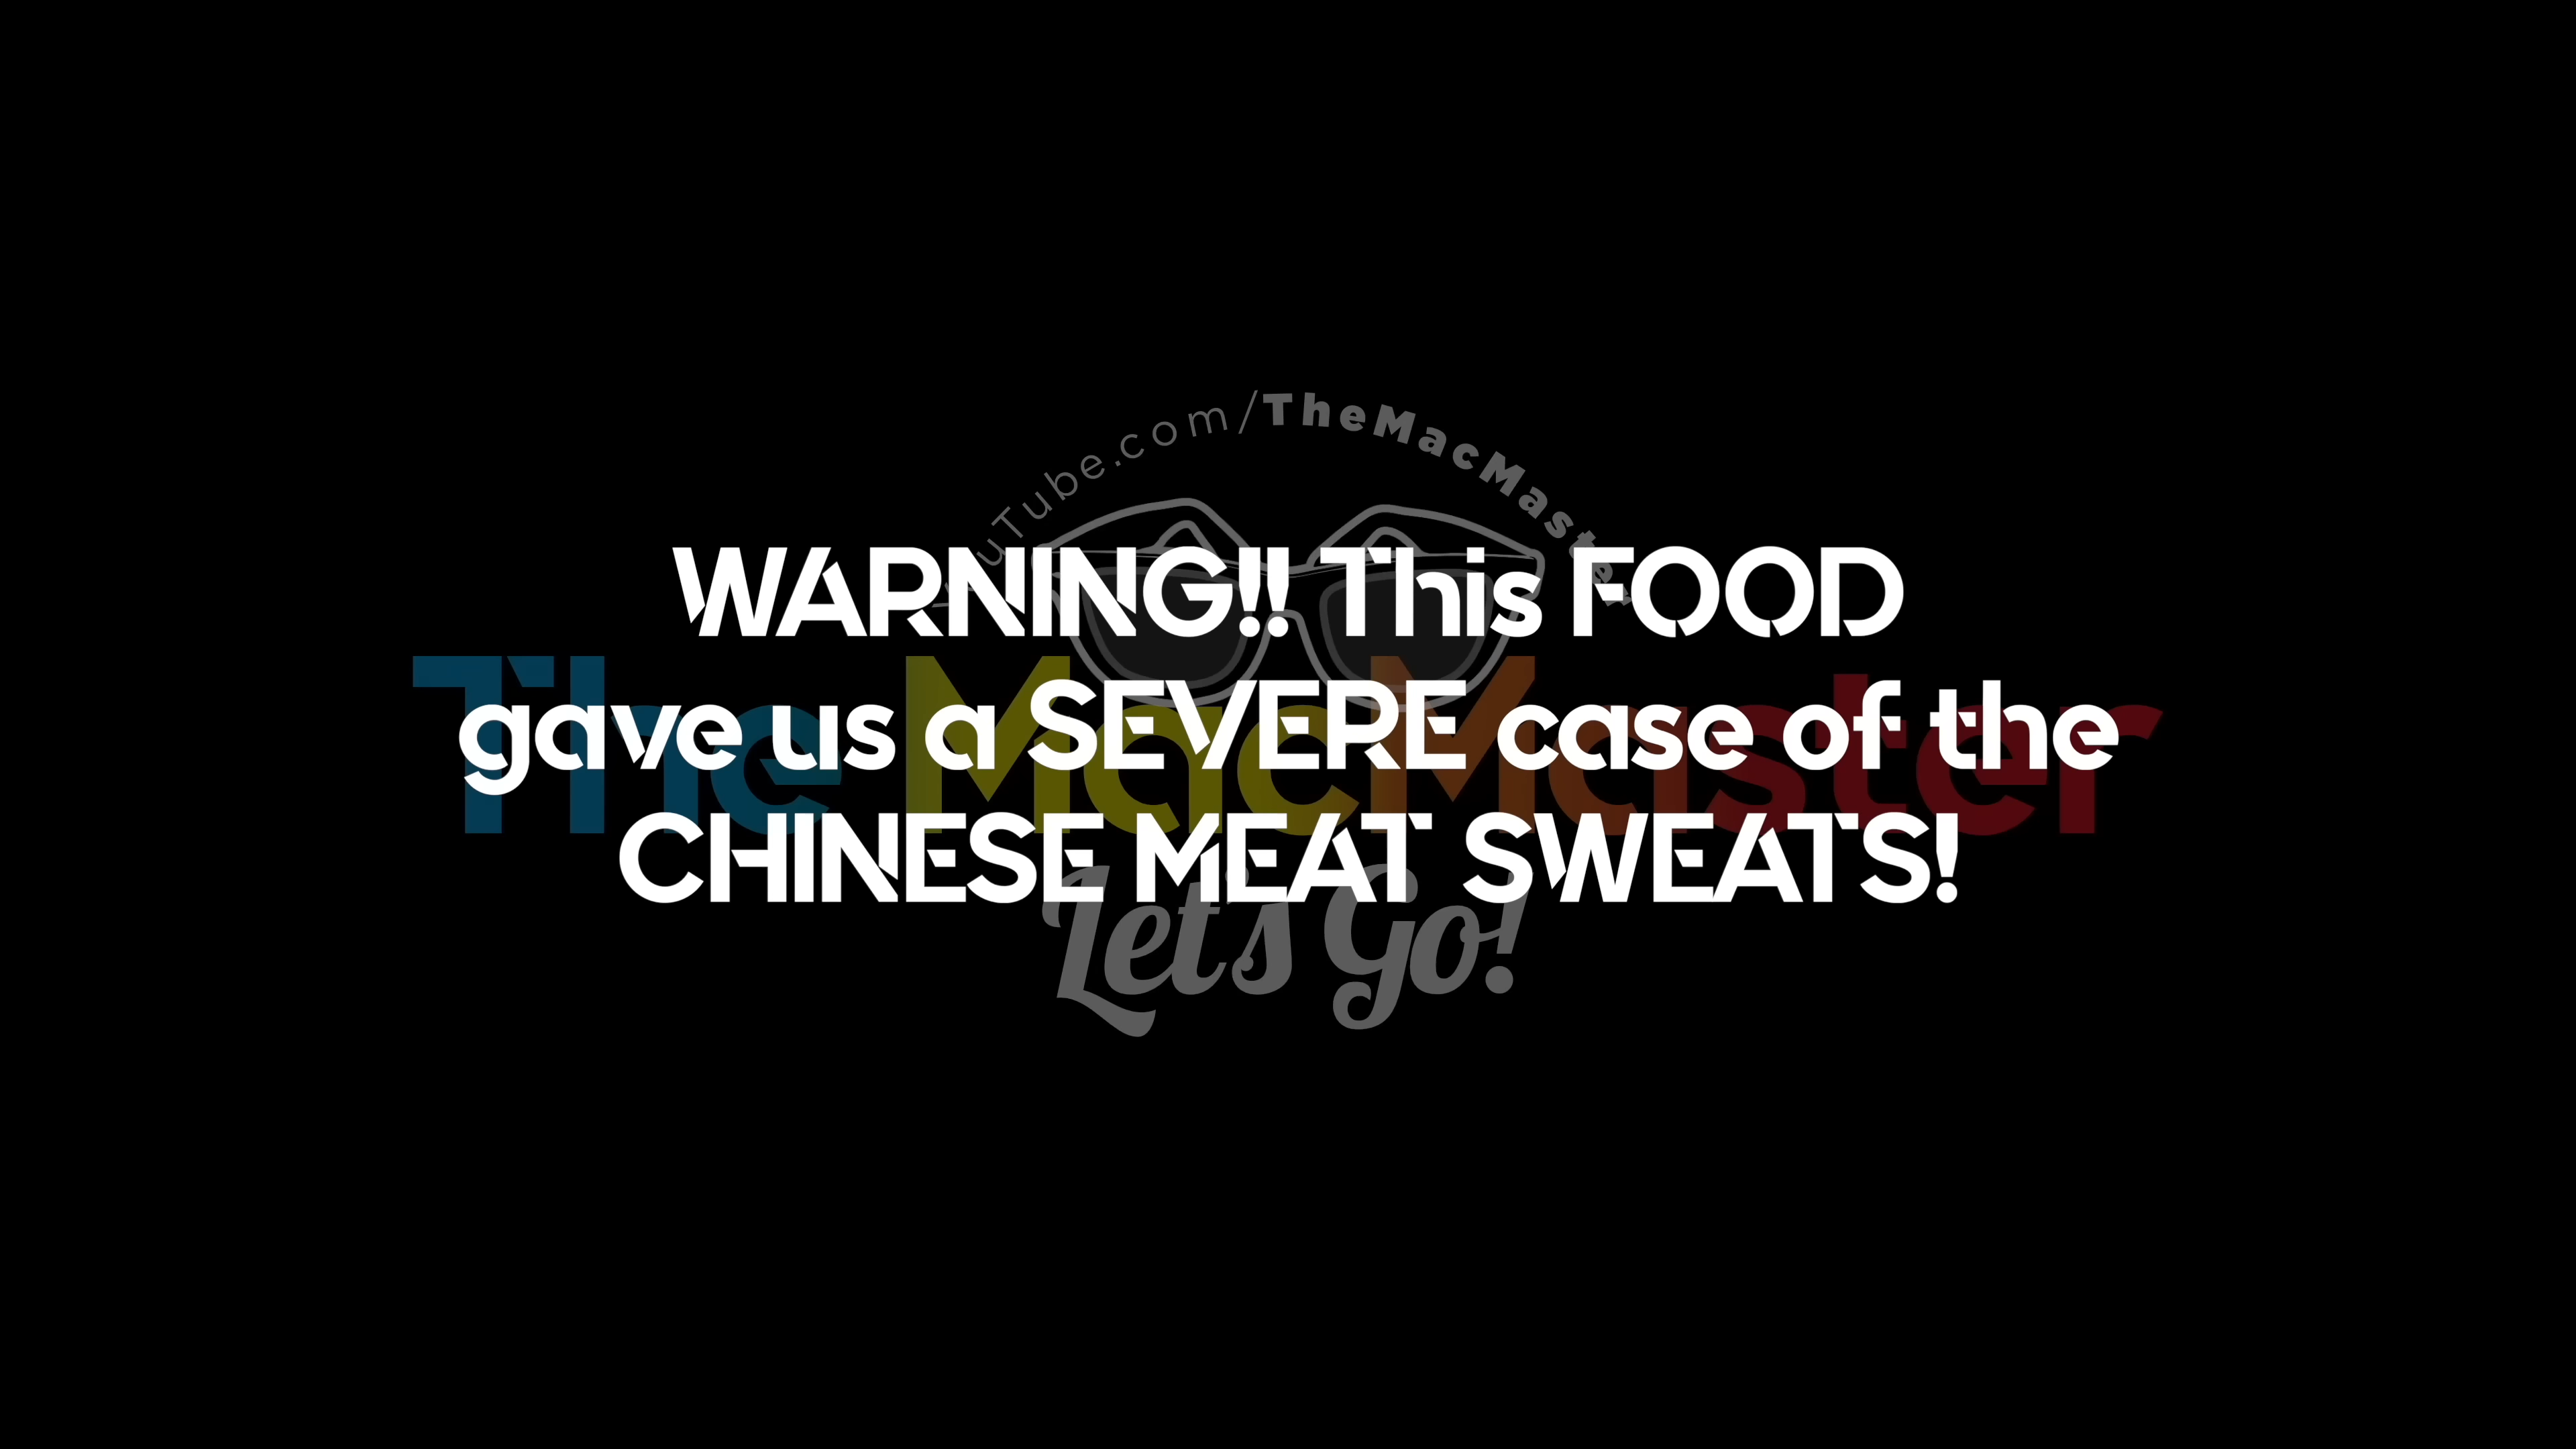 YouTube.com/TheMacMaster
WARNING!! This FOOD
gave us a SEVERE case of the
CHINESE MEAT SWEATS!
The MacMaster
Let's Go!